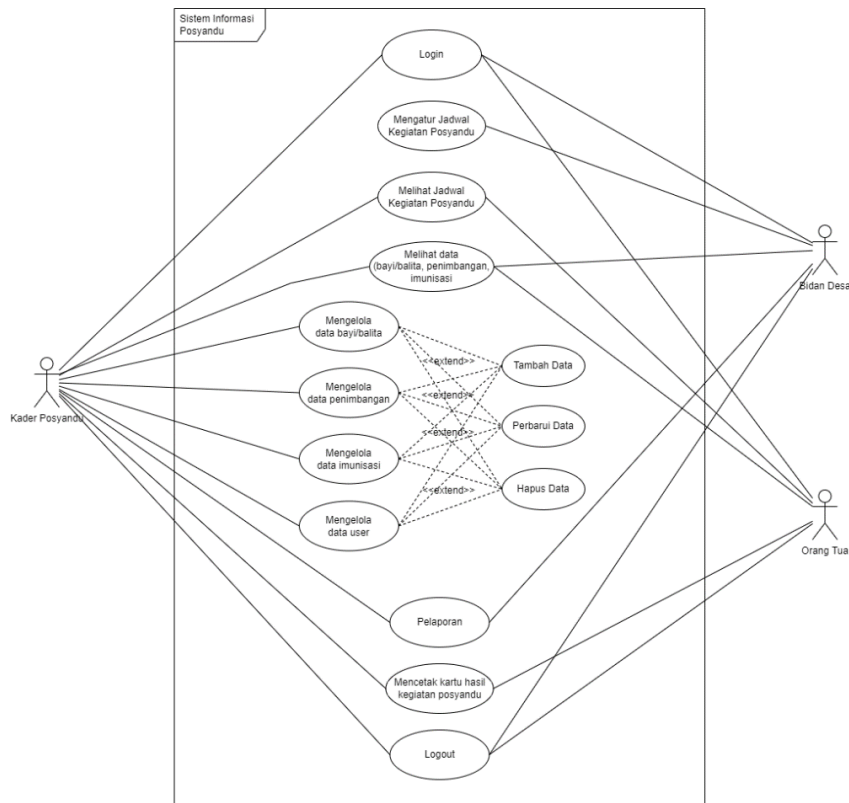 Sistem Informasi
Posyandu
Login
Mengatur Jadwal
Kegiatan Posyandu
Melihat Jadwal
Kegiatan Posyandu
Melihat data
(bayi/balita, penimbangan,
imunisasi)
Bidan Desa
Mengelola
data bayi/balita
<<extend>>
Tambah Data
Mengelola
data penimbangan
<<extend>>
Kader Posyandu
Perbarui Data
<<extend>>
Mengelola
data imunisasi
<<extend>>
Hapus Data
Mengelola
data user
Orang Tua
Pelaporan
Mencetak kartu hasil
kegiatan posyandu
Logout